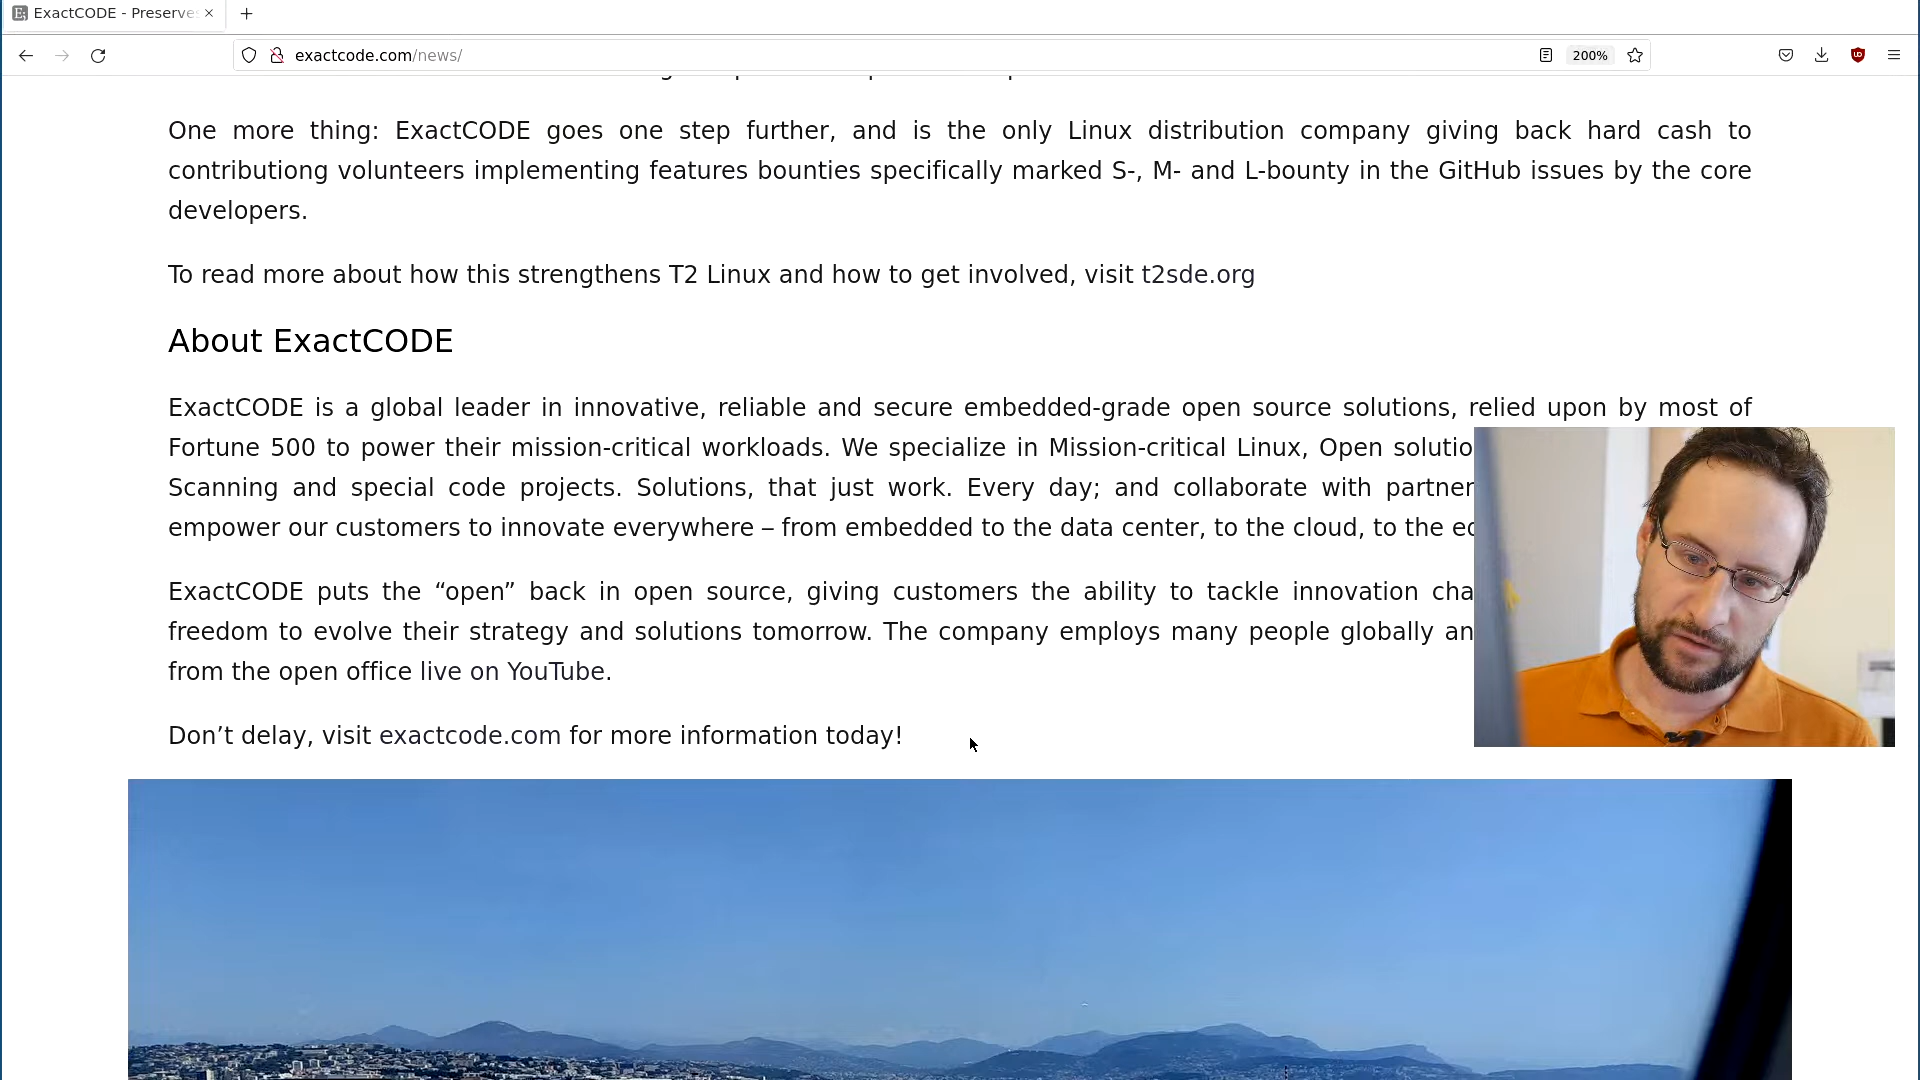 ExactCODE - Preserve
exactcode.com/news/
200%
One more thing: ExactCODE goes one step further, and is the only Linux distribution company giving back hard cash to
contributiong volunteers implementing features bounties specifically marked S-, M- and L-bounty in the GitHub issues by the core
developers.
To read more about how this strengthens T2 Linux and how to get involved, visit t2sde.org
About ExactCODE
ExactCODE is a global leader in innovative, reliable and secure embedded-grade open source solutions, relied upon by most of
Fortune 500 to power their mission-critical workloads. We specialize in Mission-critical Linux, Open solutio
Scanning and special code projects. Solutions, that just work. Every day; and collaborate with partner
empower our customers to innovate everywhere – from embedded to the data center, to the cloud, to the
ExactCODE puts the “open” back in open source, giving customers the ability to tackle innovation cha
freedom to evolve their strategy and solutions tomorrow. The company employs many people globally an
from the open office live on YouTube.
Don’t delay, visit exactcode.com for more information today!